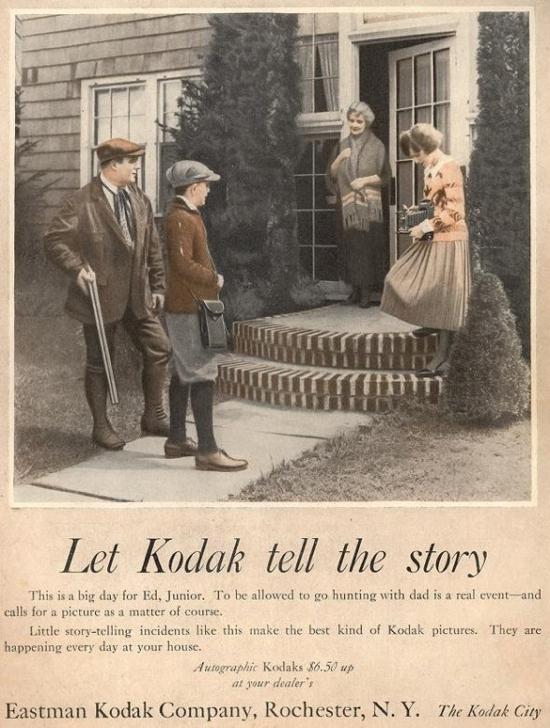 Let Kodak tell the story
This is a big day for Ed, Junior. To be allowed to go hunting with dad is a real event—and
calls for a picture as a matter of course.
Little story-telling incidents like this make the best kind of Kodak pictures. They are
happening every day at your house.
Autographic Kodaks $6.50 up
at your dealer's
Eastman Kodak Company, Rochester, N. Y. The Kodak City